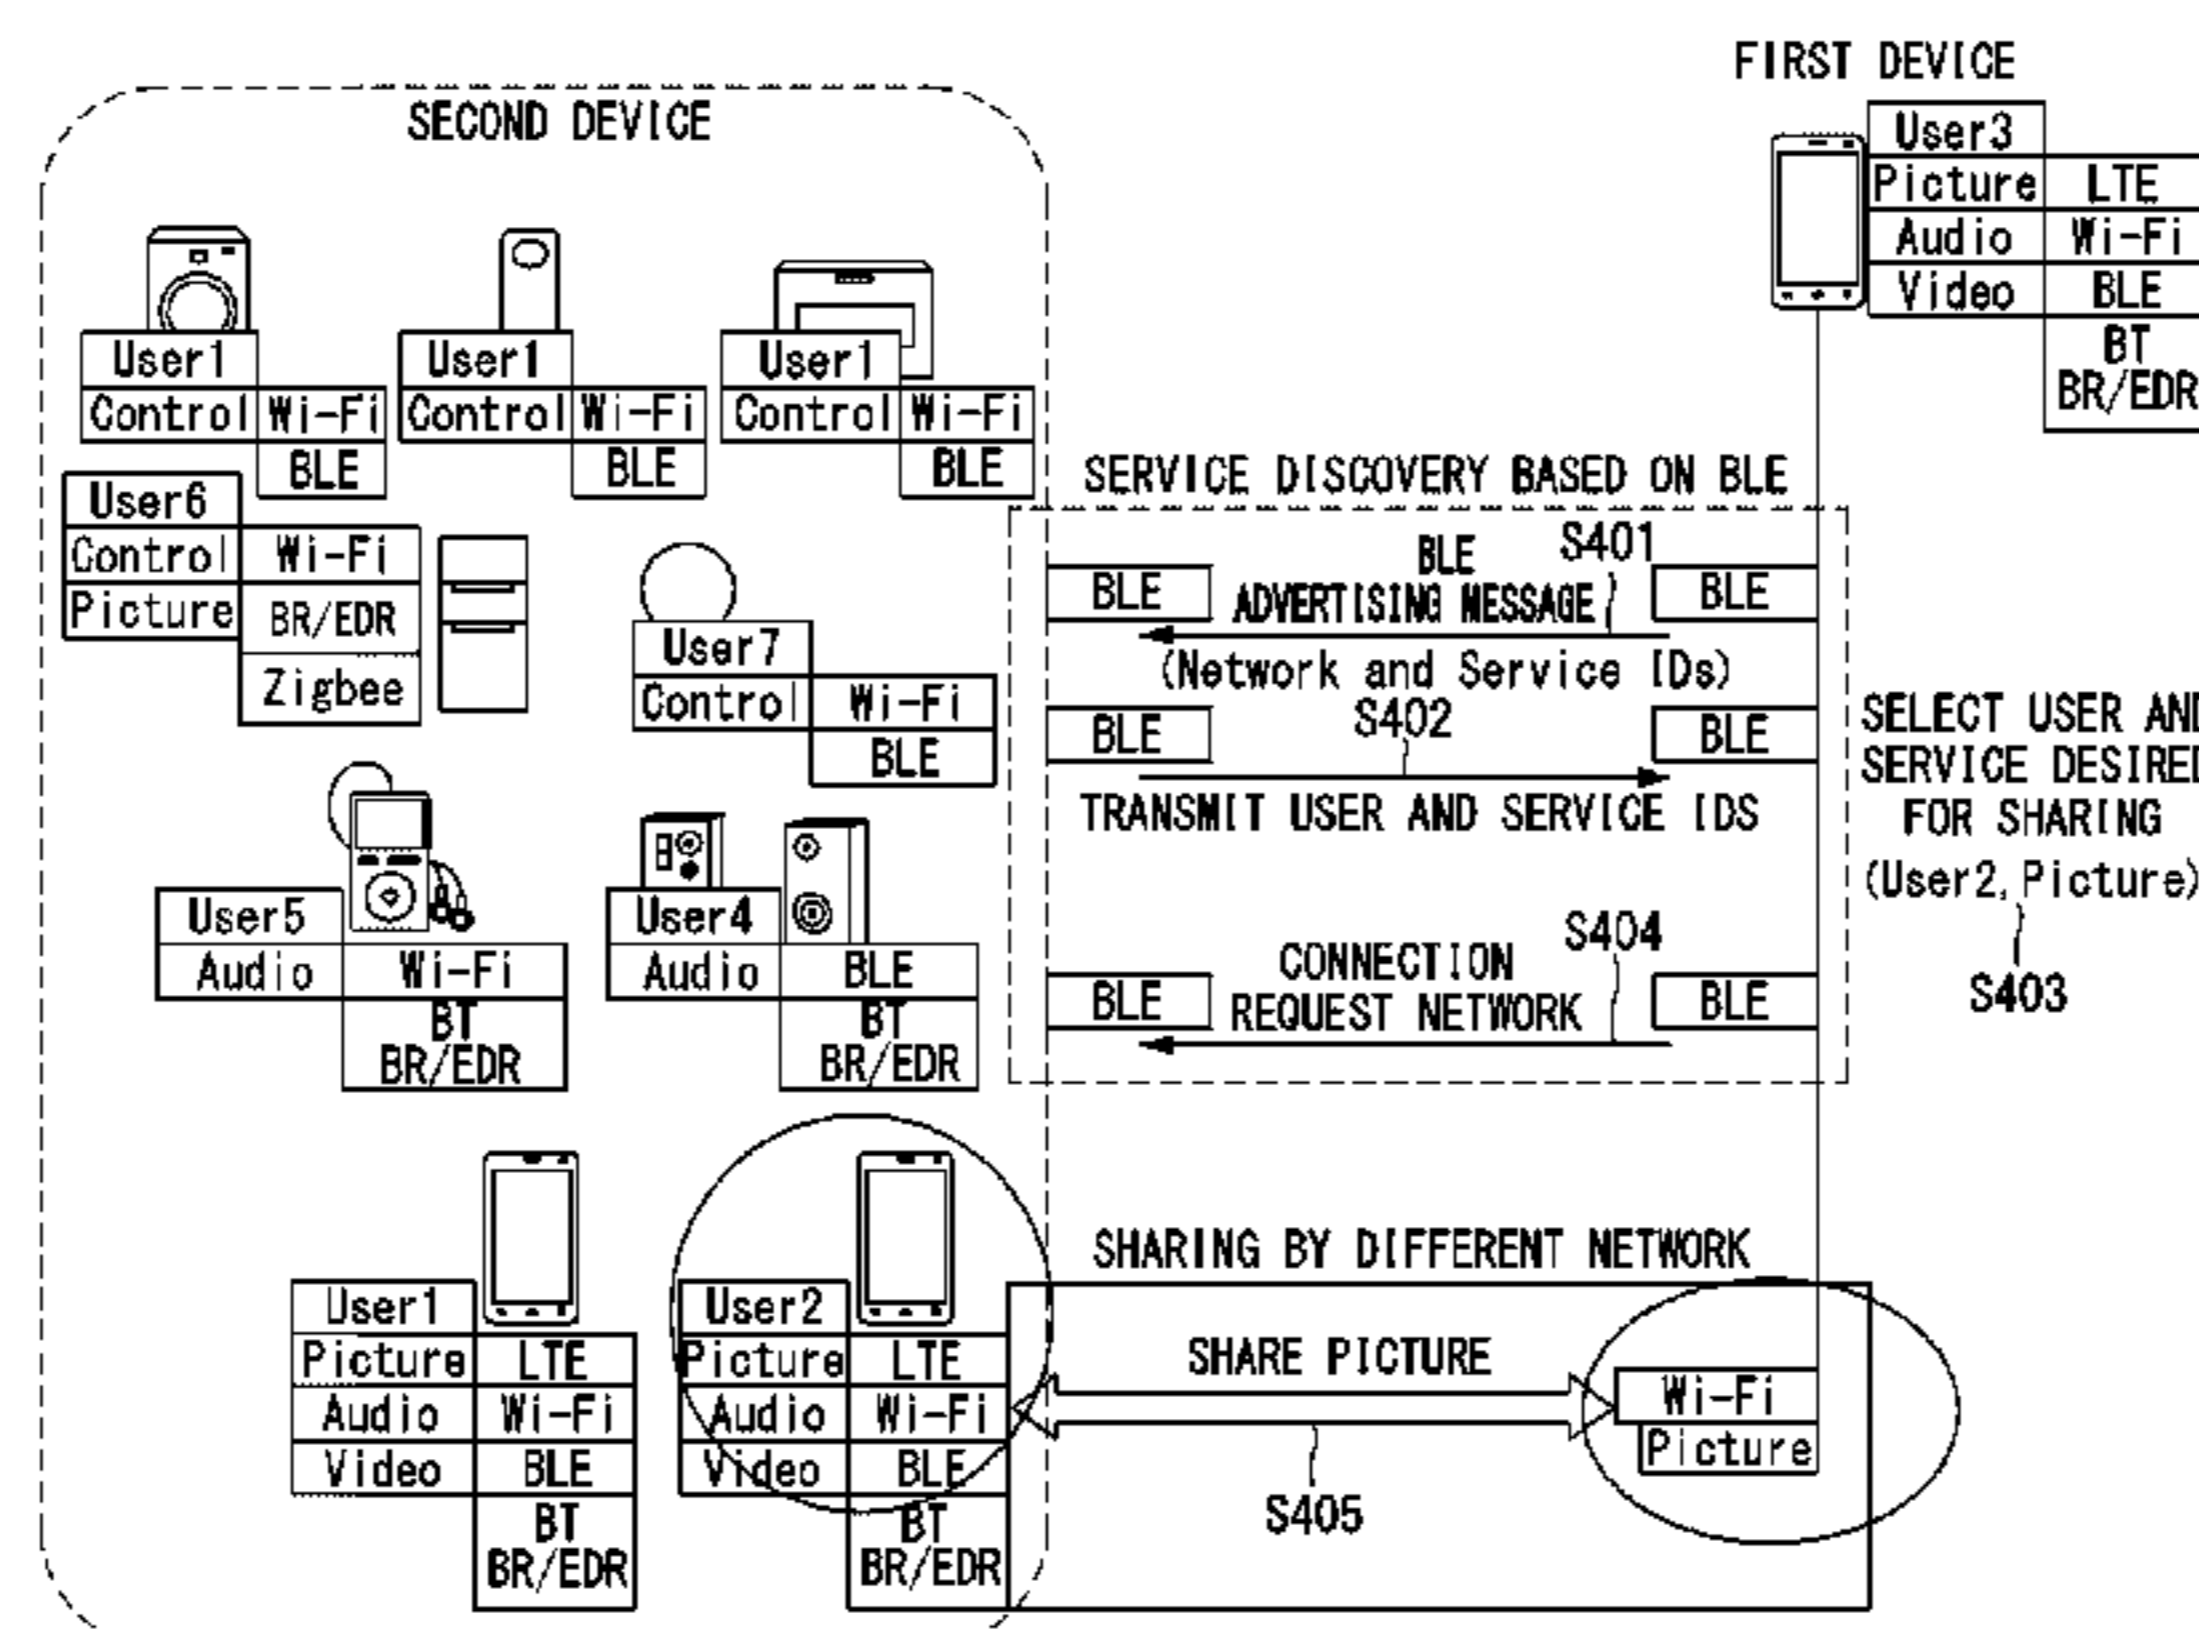 FIRST DEVICE
SECOND DEVICE
User3
Picture LTE
Audio Wi-Fi
Video BLE
BT
BR/EDR
User1
Control Wi-Fi
BLE
User1
Control Wi-Fi
BLE
User1
Control Wi-Fi
BLE
User6
Control Wi-Fi
Picture BR/EDR
Zigbee
User7
Control Wi-Fi
BLE
User5
Audio Wi-Fi
BT
BR/EDR
User4
Audio BLE
BT
BR/EDR
User1
Picture LTE
Audio Wi-Fi
Video BLE
BT
BR/EDR
User2
Picture LTE
Audio Wi-Fi
Video BLE
BT
BR/EDR
SERVICE DISCOVERY BASED ON BLE
S401
BLE
BLE ADVERTISING MESSAGE BLE
(Network and Service IDs)
S402
BLE BLE
TRANSMIT USER AND SERVICE IDS
SELECT USER AND
SERVICE DESIRED
FOR SHARING
(User2, Picture)
S403
S404
CONNECTION
BLE REQUEST NETWORK BLE
SHARING BY DIFFERENT NETWORK
SHARE PICTURE
Wi-Fi
Picture
S405